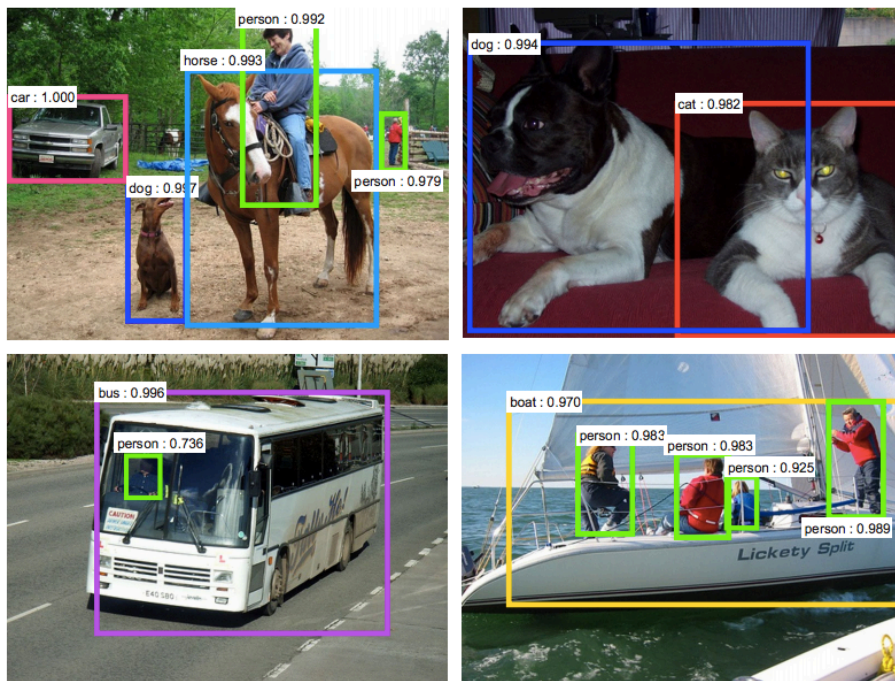 person : 0.992
horse : 0.993
car : 1.000
dog : 0.997
person : 0.979
dog : 0.994
cat : 0.982
bus : 0.996
person : 0.736
CAUTION
L
L
E40 SBO
boat : 0.970
person : 0.983
person : 0.983
person : 0.925
person : 0.989
Lickety Split